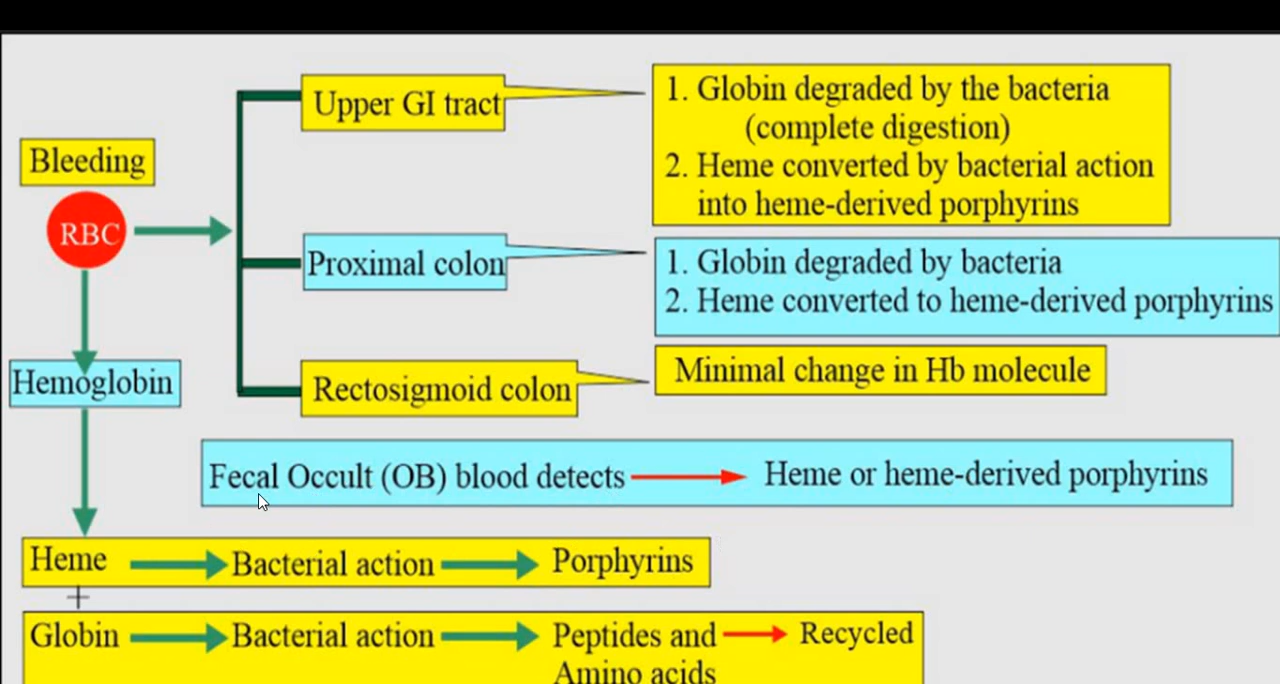 Upper GI tract
1. Globin degraded by the bacteria
(complete digestion)
2. Heme converted by bacterial action
into heme-derived porphyrins
Bleeding
RBC
Proximal colon
1. Globin degraded by bacteria
2. Heme converted to heme-derived porphyrins
Hemoglobin
Rectosigmoid colon
Minimal change in Hb molecule
Fecal Occult (OB) blood detects Heme or heme-derived porphyrins
Heme Bacterial action Porphyrins
+
Globin Bacterial action Peptides and Recycled
Amino acids